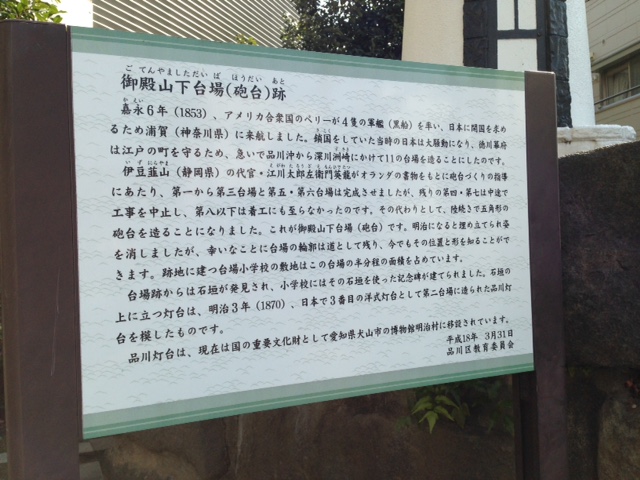 ごてんやましただいば ほうだい あと
御殿山下台場(砲台)跡
かえい
嘉永6年(1853)、アメリカ合衆国のペリーが4隻の軍艦(黒船)を率い、日本に開国を求め
るため浦賀(神奈川県)に来航しました。鎖国をしていた当時の日本は大騒動になり、徳川幕府
は江戸の町を守るため、急いで品川沖から深川洲崎にかけて11の台場を造ることにしたのです。
伊豆韮山(静岡県)の代官・江川太郎左衛門英龍がオランダの書物をもとに砲台づくりの指導
にあたり、第一から第三台場と第五・第六台場は完成させましたが、残りの第四・第七は中途で
工事を中止し、第八以下は着工にも至らなかったのです。その代わりとして、陸続きで五角形の
砲台を造ることになりました。これが御殿山下台場(砲台)です。明治になると埋め立てられ姿
を消しましたが、幸いなことに台場の輪郭は道として残り、今でもその位置と形を知ることがで
きます。跡地に建つ台場小学校の敷地はこの台場の半分程の面積を占めています。
台場跡からは石垣が発見され、小学校にはその石垣を使った記念碑が建てられました。石垣の
上に立つ灯台は、明治3年(1870)、日本で3番目の洋式灯台として第二台場に造られた品川灯
台を模したものです。
品川灯台は、現在は国の重要文化財として愛知県犬山市の博物館明治村に移設されています。
平成18年 3月31日
品川区教育委員会